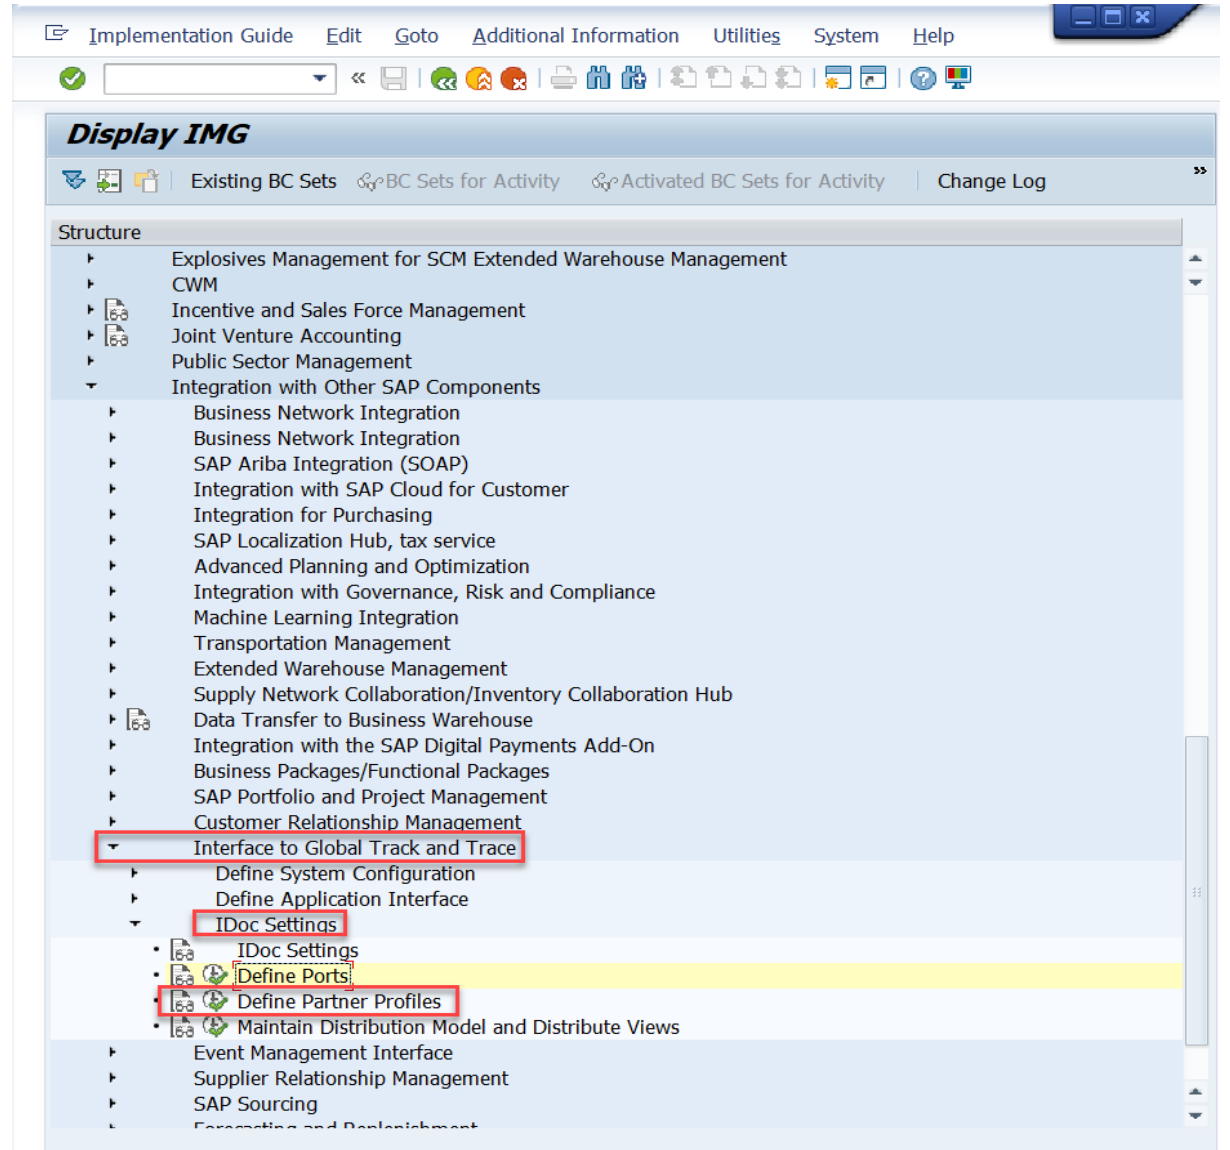 Implementation Guide Edit Goto Additional Information Utilities System Help
Display IMG
Existing BC Sets BC Sets for Activity Activated BC Sets for Activity Change Log
Structure
Explosives Management for SCM Extended Warehouse Management
CWM
Incentive and Sales Force Management
Joint Venture Accounting
Public Sector Management
Integration with Other SAP Components
Business Network Integration
Business Network Integration
SAP Ariba Integration (SOAP)
Integration with SAP Cloud for Customer
Integration for Purchasing
SAP Localization Hub, tax service
Advanced Planning and Optimization
Integration with Governance, Risk and Compliance
Machine Learning Integration
Transportation Management
Extended Warehouse Management
Supply Network Collaboration/Inventory Collaboration Hub
Data Transfer to Business Warehouse
Integration with the SAP Digital Payments Add-On
Business Packages/Functional Packages
SAP Portfolio and Project Management
Customer Relationship Management
Interface to Global Track and Trace
Define System Configuration
Define Application Interface
IDoc Settings
IDoc Settings
Define Ports
Define Partner Profiles
Maintain Distribution Model and Distribute Views
Event Management Interface
Supplier Relationship Management
SAP Sourcing
Forecasting and Replenishment